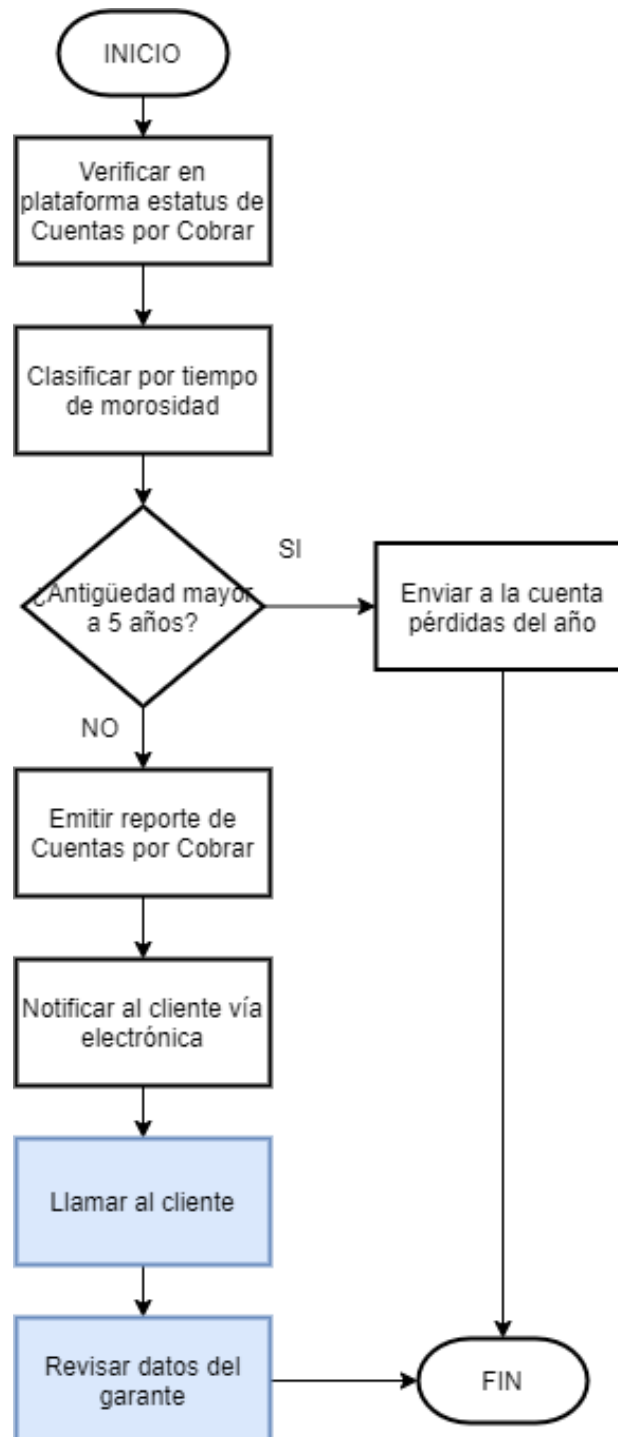 INICIO
Verificar en
plataforma estatus de
Cuentas por Cobrar
Clasificar por tiempo
de morosidad
¿Antigüedad mayor
a 5 años?
SI
Enviar a la cuenta
pérdidas del año
NO
Emitir reporte de
Cuentas por Cobrar
Notificar al cliente vía
electrónica
Llamar al cliente
Revisar datos del
garante
FIN